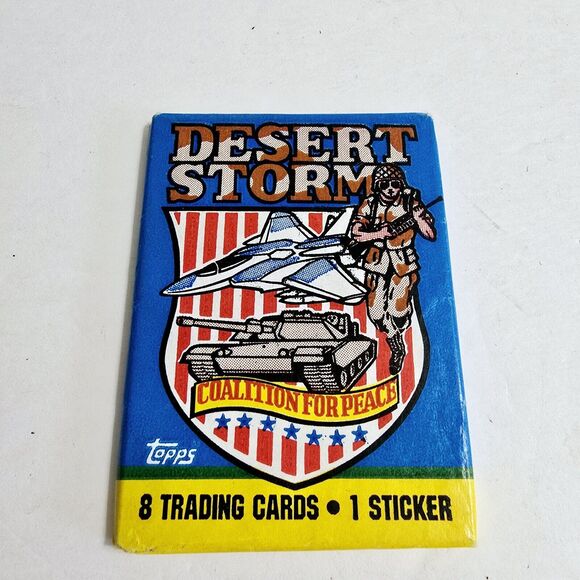 DESERT
STORM
COALITION FOR PEACE
topps
8 TRADING CARDS • 1 STICKER